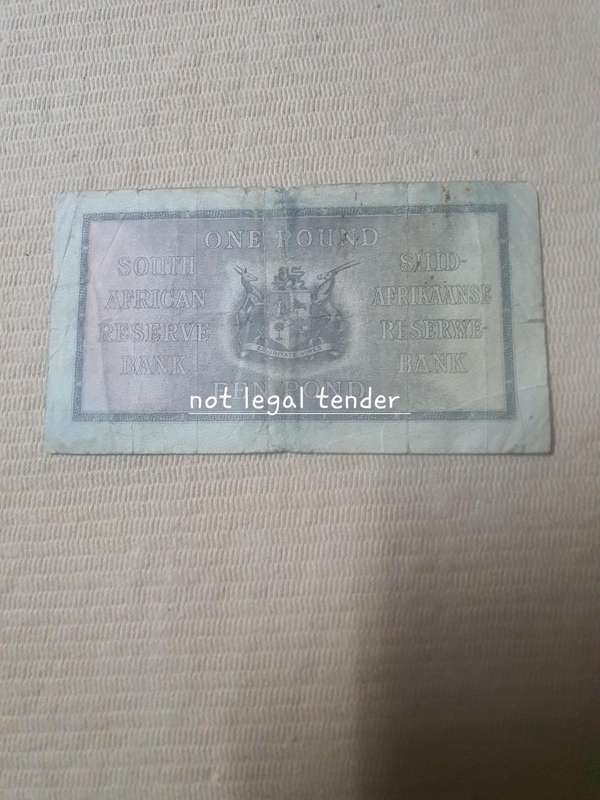 ONE POUND
SOUTH
AFRICAN
RESERVE
BANK
SUID-
AFRIKAANSE
RESERWE-
BANK
EEN POND
not legal tender